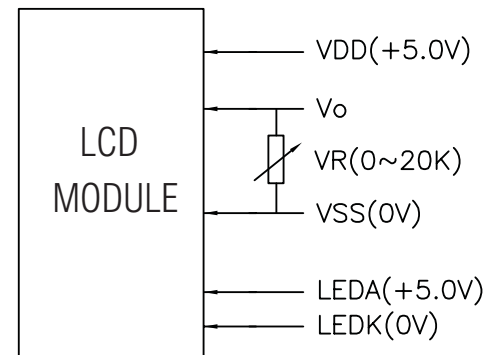 VDD(+5.0V)
Vo
LCD
MODULE
VR(0~20K)
VSS(0V)
LEDA(+5.0V)
LEDK(0V)